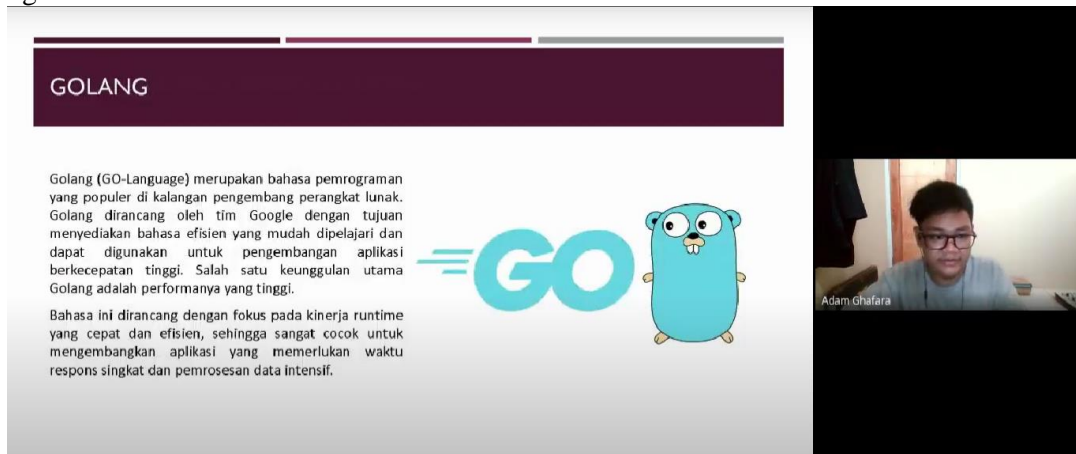 GOLANG
Golang (GO-Language) merupakan bahasa pemrograman
yang populer di kalangan pengembang perangkat lunak.
Golang dirancang oleh tim Google dengan tujuan
menyediakan bahasa efisien yang mudah dipelajari dan
dapat digunakan untuk pengembangan aplikasi
berkecepatan tinggi. Salah satu keunggulan utama
Golang adalah performanya yang tinggi.
Bahasa ini dirancang dengan fokus pada kinerja runtime
yang cepat dan efisien, sehingga sangat cocok untuk
mengembangkan aplikasi yang memerlukan waktu
respons singkat dan pemrosesan data intensif.
GO
Adam Ghafara